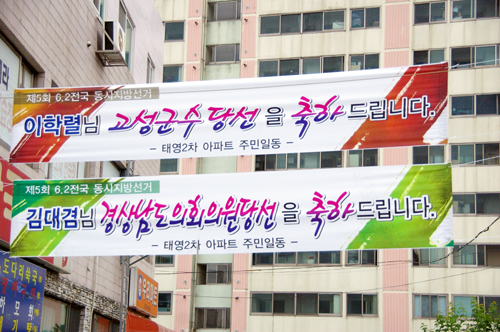 제5회 6.2전국 동시지방선거
이학렬님 고성군수 당선을 축하드립니다.
- 태영2차 아파트 주민일동 -
제5회 6.2전국 동시지방선거
김대겸님 경상남도의회의원당선을 축하드립니다.
- 태영2차 아파트 주민일동 -